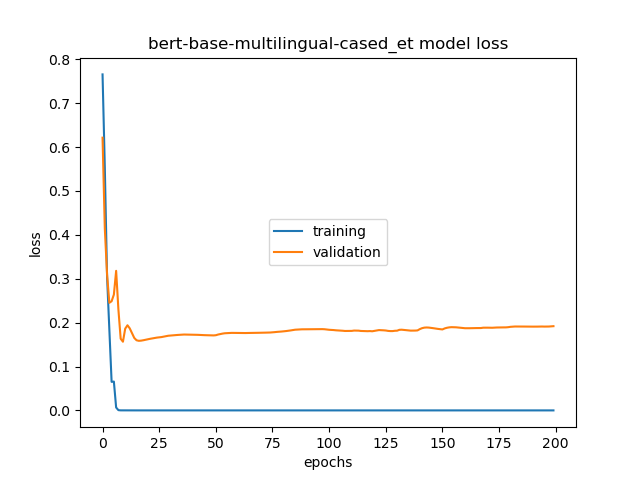 bert-base-multilingual-cased_et model loss
0.8
0.7
0.6
0.5
0.4
0.3
0.2
0.1
0.0
loss
training
validation
0 25 50 75 100 125 150 175 200
epochs